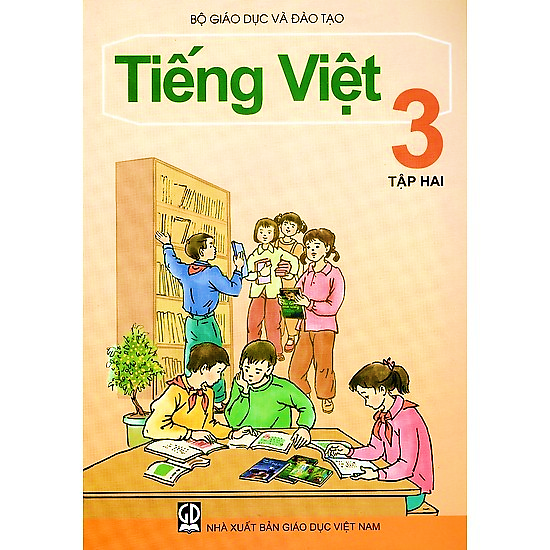 BỘ GIÁO DỤC VÀ ĐÀO TẠO
Tiếng Việt
3
TẬP HAI
GD
NHÀ XUẤT BẢN GIÁO DỤC VIỆT NAM